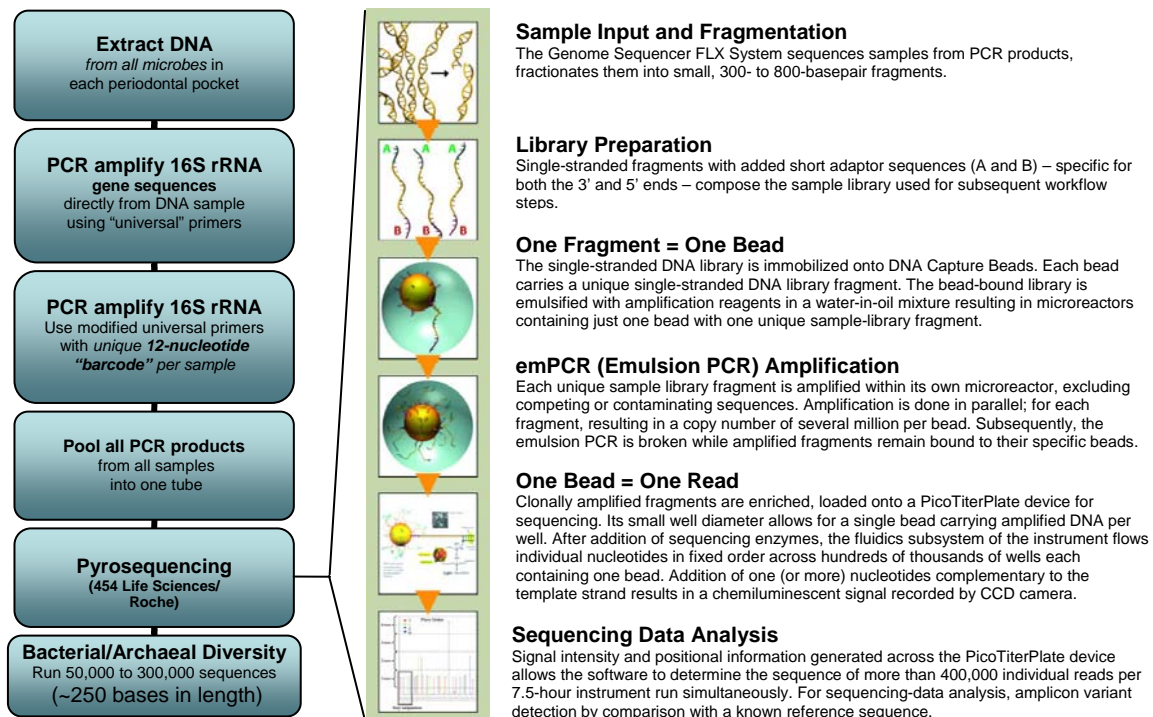 Extract DNA
from all microbes in
each periodontal pocket
PCR amplify 16S rRNA
gene sequences
directly from DNA sample
using “universal” primers
PCR amplify 16S rRNA
Use modified universal primers
with unique 12-nucleotide
“barcode” per sample
Pool all PCR products
from all samples
into one tube
Pyrosequencing
(454 Life Sciences/
Roche)
Bacterial/Archaeal Diversity
Run 50,000 to 300,000 sequences
(~250 bases in length)
A A A
B B B
Sample Input and Fragmentation
The Genome Sequencer FLX System sequences samples from PCR products,
fractionates them into small, 300- to 800-basepair fragments.
Library Preparation
Single-stranded fragments with added short adaptor sequences (A and B) – specific for
both the 3’ and 5’ ends – compose the sample library used for subsequent workflow
steps.
One Fragment = One Bead
The single-stranded DNA library is immobilized onto DNA Capture Beads. Each bead
carries a unique single-stranded DNA library fragment. The bead-bound library is
emulsified with amplification reagents in a water-in-oil mixture resulting in microreactors
containing just one bead with one unique sample-library fragment.
emPCR (Emulsion PCR) Amplification
Each unique sample library fragment is amplified within its own microreactor, excluding
competing or contaminating sequences. Amplification is done in parallel; for each
fragment, resulting in a copy number of several million per bead. Subsequently, the
emulsion PCR is broken while amplified fragments remain bound to their specific beads.
One Bead = One Read
Clonally amplified fragments are enriched, loaded onto a PicoTiterPlate device for
sequencing. Its small well diameter allows for a single bead carrying amplified DNA per
well. After addition of sequencing enzymes, the fluidics subsystem of the instrument flows
individual nucleotides in fixed order across hundreds of thousands of wells each
containing one bead. Addition of one (or more) nucleotides complementary to the
template strand results in a chemiluminescent signal recorded by CCD camera.
Sequencing Data Analysis
Signal intensity and positional information generated across the PicoTiterPlate device
allows the software to determine the sequence of more than 400,000 individual reads per
7.5-hour instrument run simultaneously. For sequencing-data analysis, amplicon variant
detection by comparison with a known reference sequence.